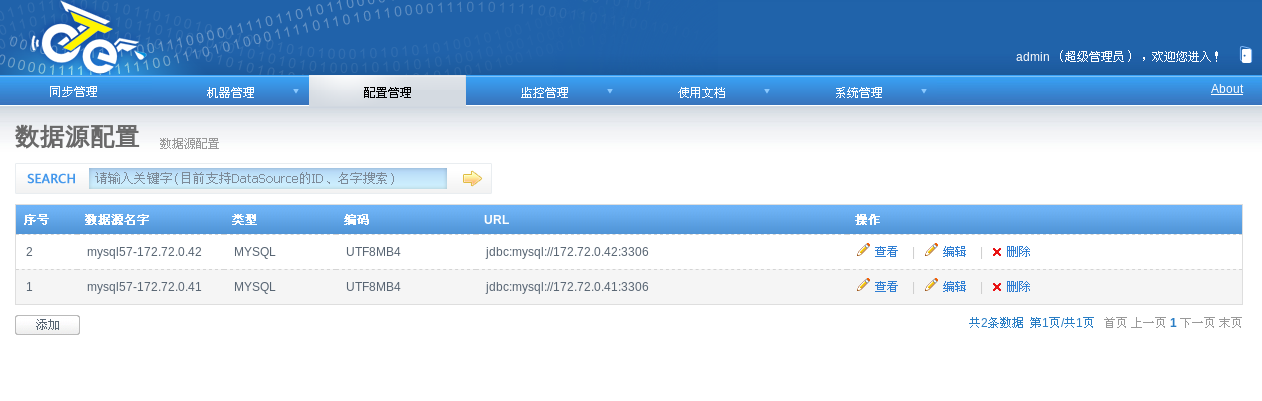 admin （超级管理员），欢迎您进入！
同步管理 机器管理 配置管理 监控管理 使用文档 系统管理 About
数据源配置 数据源配置
SEARCH 请输入关键字(目前支持DataSource的ID、名字搜索)
序号 数据源名字 类型 编码 URL 操作
2 mysql57-172.72.0.42 MYSQL UTF8MB4 jdbc:mysql://172.72.0.42:3306 查看 | 编辑 | 删除
1 mysql57-172.72.0.41 MYSQL UTF8MB4 jdbc:mysql://172.72.0.41:3306 查看 | 编辑 | 删除
添加 共2条数据 第1页/共1页 首页 上一页 1 下一页 末页